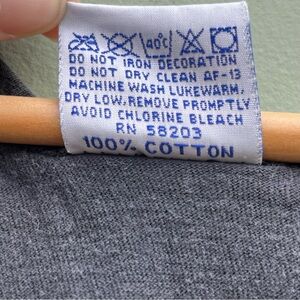 40°C
DO NOT IRON DECORATION
DO NOT DRY CLEAN AF-13
MACHINE WASH LUKEWARM,
DRY LOW, REMOVE PROMPTLY
AVOID CHLORINE BLEACH
RN 58203
100% COTTON